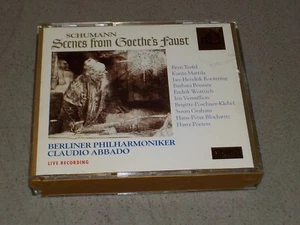 SCHUMANN
Scenes from Goethe's Faust
Bryn Terfel
Karita Mattila
Jan-Hendrik Rootering
Barbara Bonney
Endrik Wottrich
Iris Vermillion
Brigitte Poschner-Klebel
Susan Graham
Hans-Peter Blochwitz
Harry Peeters
BERLINER PHILHARMONIKER
CLAUDIO ABBADO
LIVE RECORDING